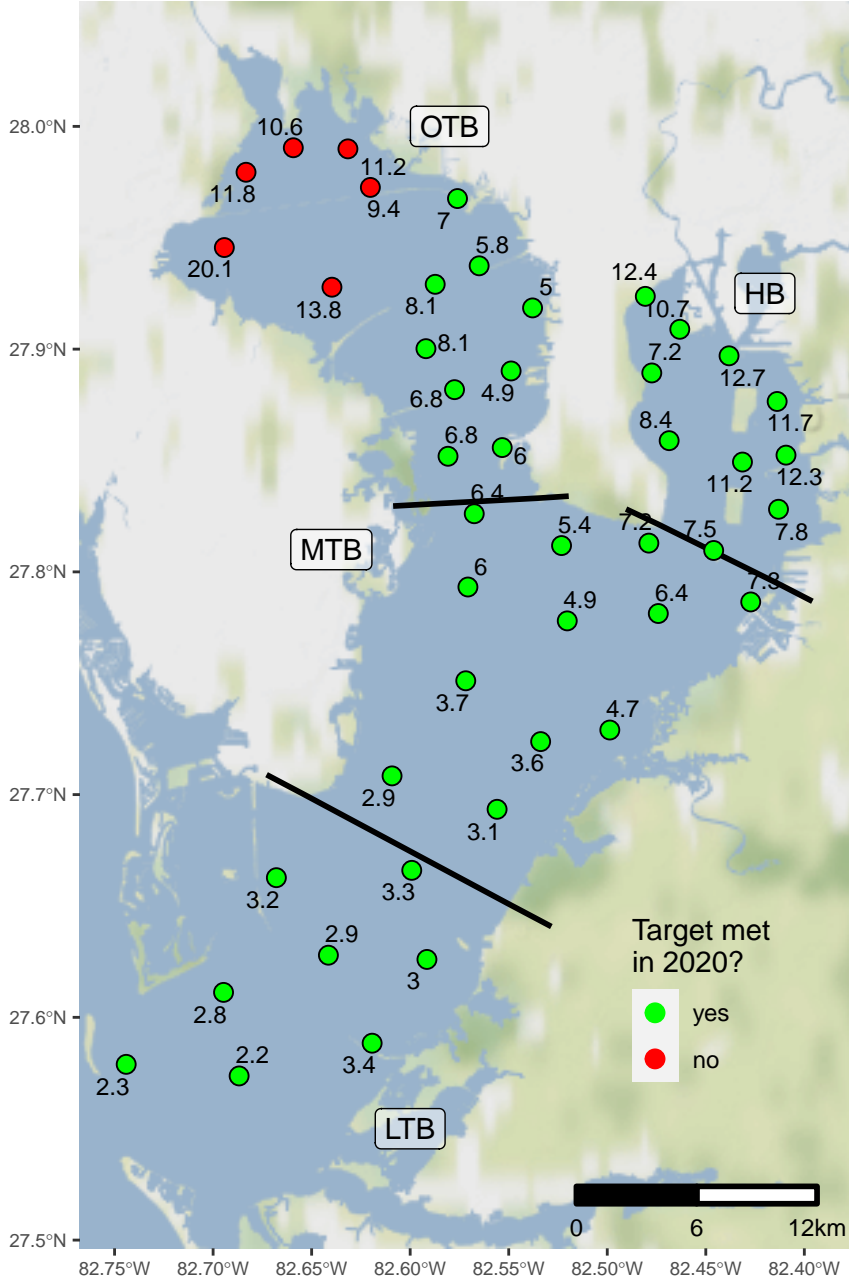 28.0°N
27.9°N
27.8°N
27.7°N
27.6°N
27.5°N
OTB
10.6
11.2
11.8
9.4
7
20.1
5.8
13.8
8.1
5
HB
12.4
10.7
8.1
7.2
12.7
6.8
4.9
11.7
6.8
6
8.4
11.2
12.3
6.4
7.8
MTB
5.4
7.2
7.5
6
4.9
6.4
7.3
3.7
3.6
4.7
2.9
3.1
3.2
3.3
2.9
3
2.8
3.4
2.3
2.2
LTB
Target met
in 2020?
yes
no
0 6 12km
82.75°W 82.70°W 82.65°W 82.60°W 82.55°W 82.50°W 82.45°W 82.40°W